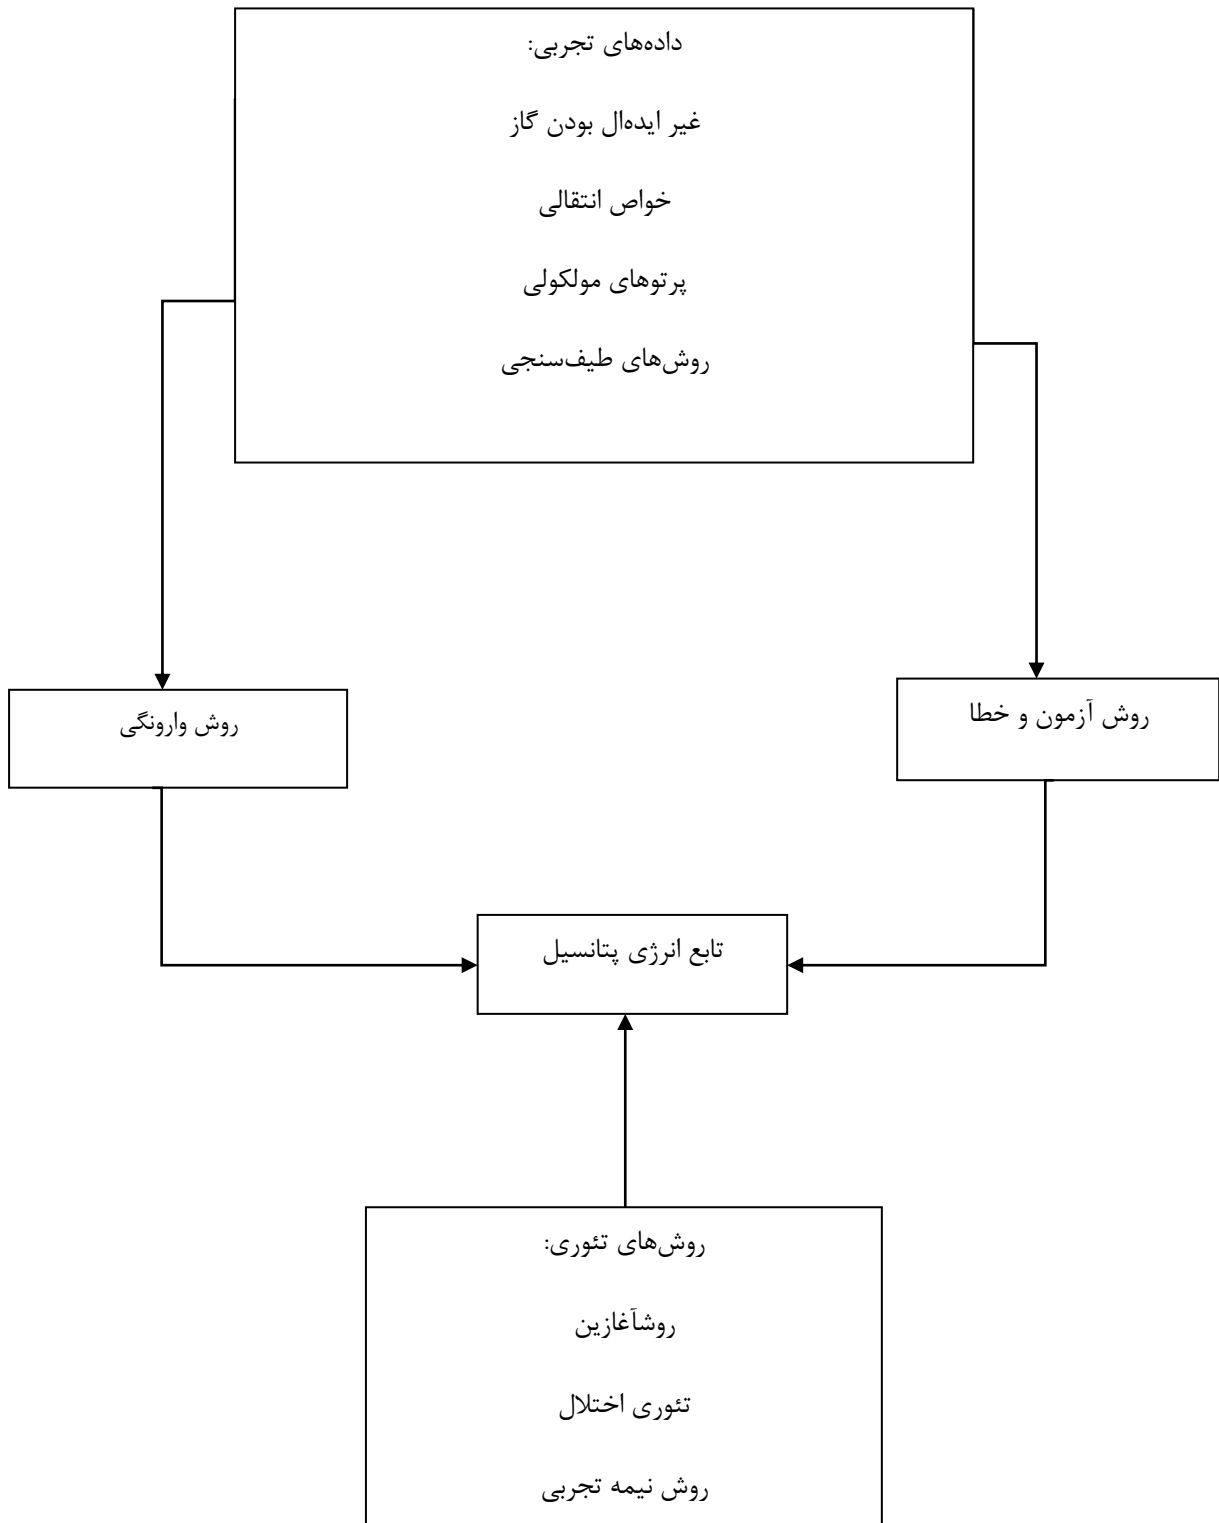 داده‌های تجربی:
غیر ایده‌ال بودن گاز
خواص انتقالی
پرتوهای مولکولی
روش‌های طیف‌سنجی
روش آزمون و خطا
روش وارونگی
تابع انرژی پتانسیل
روش‌های تئوری:
روشآغازین
تئوری اختلال
روش نیمه تجربی